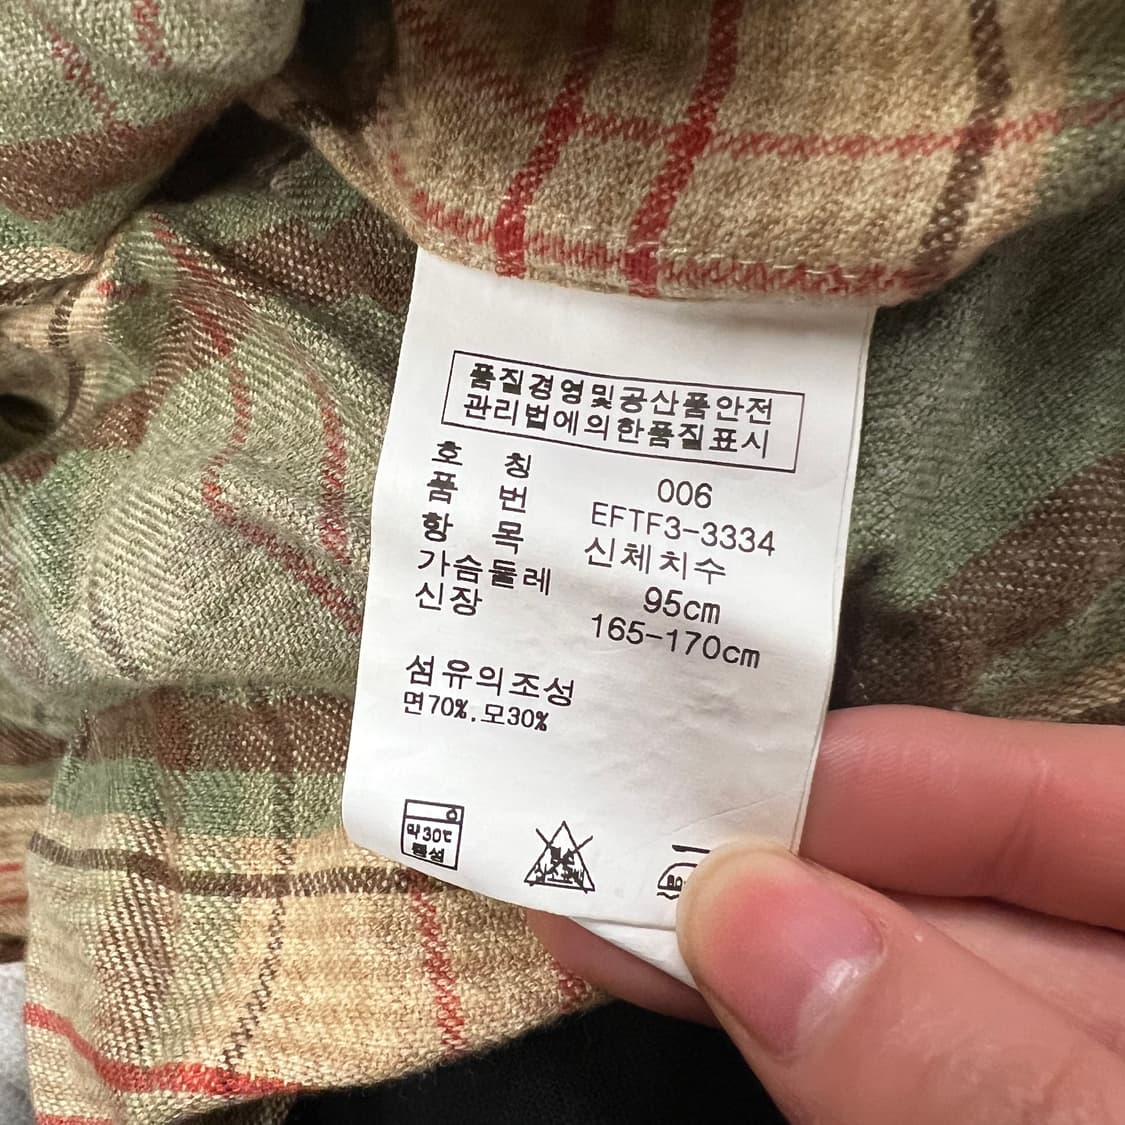 품질경영및공산품안전
관리법에의한품질표시
호 칭 006
품 번 EFTF3-3334
항 목 신체치수
가슴둘레 95cm
신장 165-170cm
섬유의조성
면70%.모30%
약30℃
중성